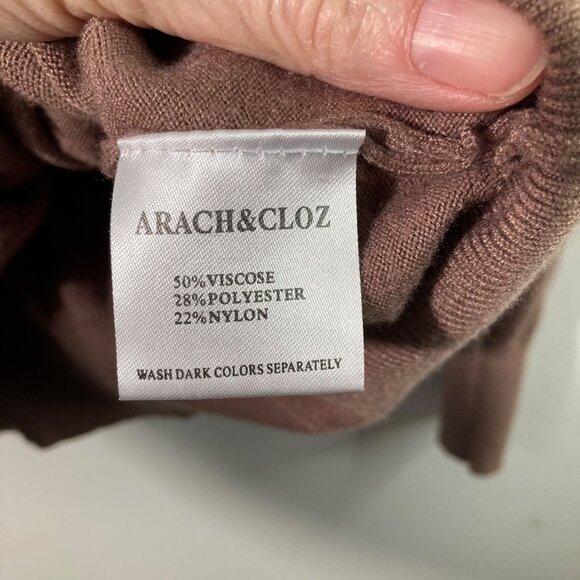 ARACH&CLOZ
50%VISCOSE
28%POLYESTER
22%NYLON
WASH DARK COLORS SEPARATELY